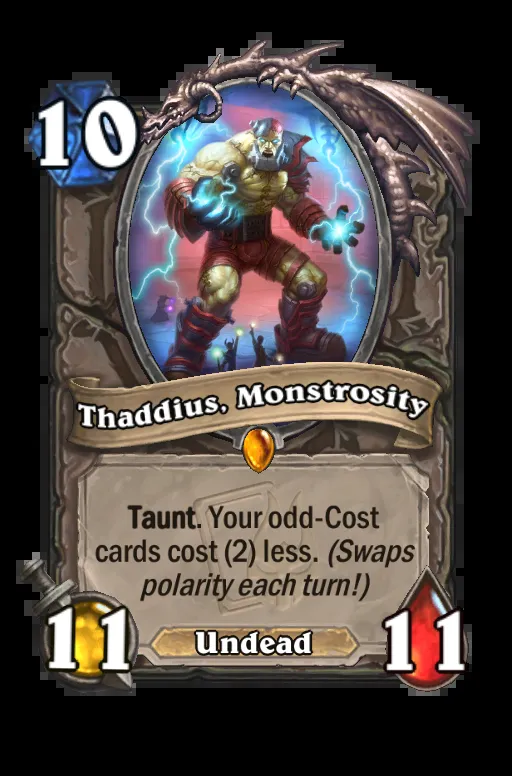 10
Thaddius, Monstrosity
Taunt. Your odd-Cost
cards cost (2) less. (Swaps
polarity each turn!)
11
Undead
11